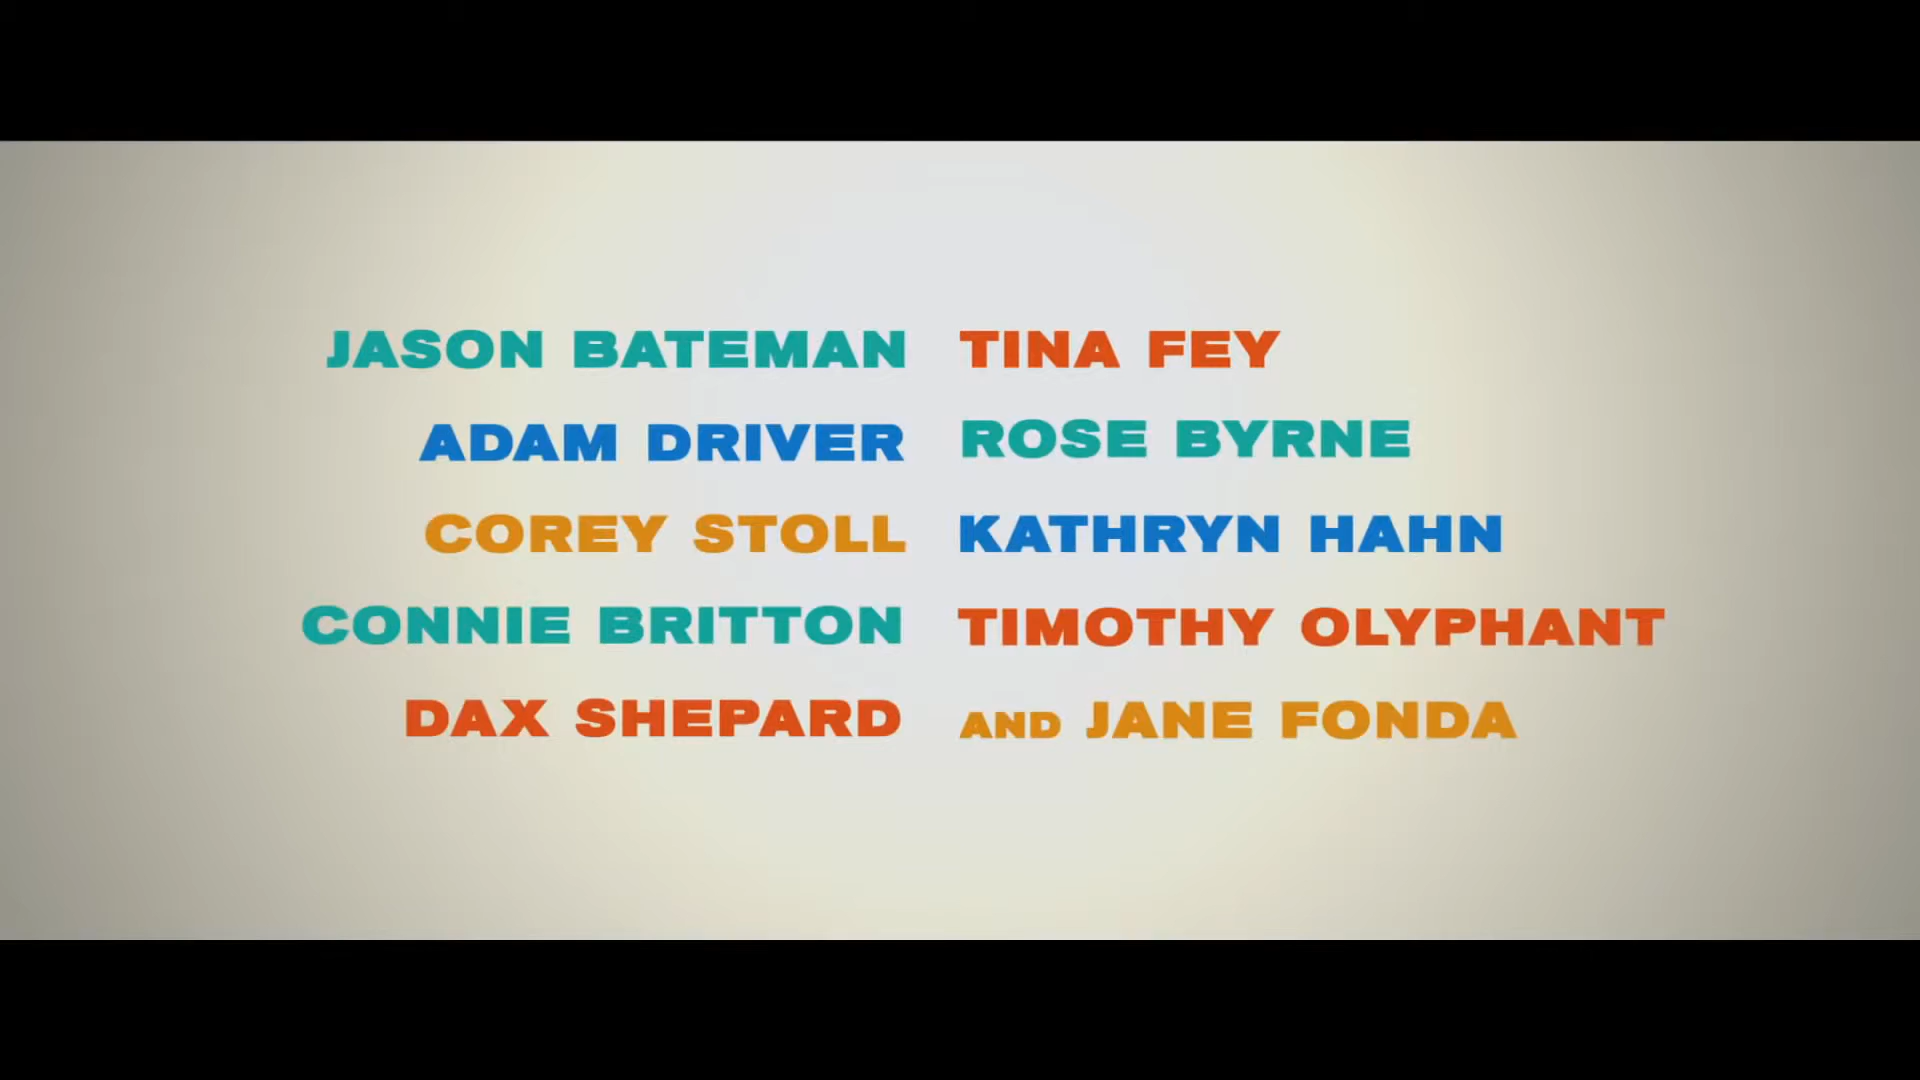 JASON BATEMAN TINA FEY
ADAM DRIVER ROSE BYRNE
COREY STOLL KATHRYN HAHN
CONNIE BRITTON TIMOTHY OLYPHANT
DAX SHEPARD AND JANE FONDA